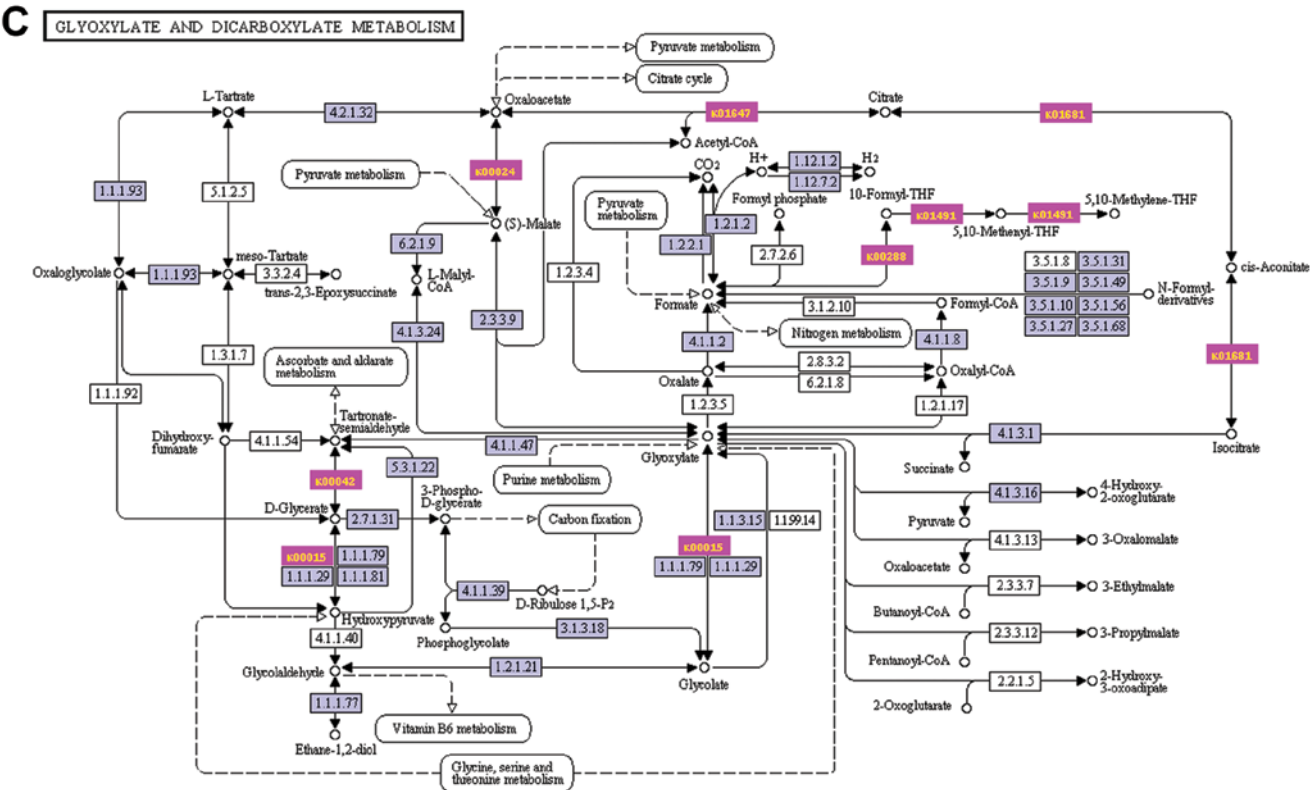 C
GLYOXYLATE AND DICARBOXYLATE METABOLISM
Pyruvate metabolism
Citrate cycle
L-Tartrate
4.2.1.32
Oxaloacetate
K01647
Citrate
K01681
Acetyl-CoA
CO2
H+
1.12.1.2
H2
1.12.7.2
Pyruvate metabolism
K00024
1.1.1.93
5.1.2.5
Pyruvate
metabolism
Formyl phosphate
10-Formyl-THF
K01491
K01491
5,10-Methylene-THF
5,10-Methenyl-THF
(S)-Malate
1.2.1.2
1.2.2.1
6.2.1.9
2.7.2.6
K00288
meso-Tartrate
Oxaloglycolate
1.1.1.93
3.3.2.4
trans-2,3-Epoxysuccinate
L-Malyl-
CoA
1.2.3.4
3.5.1.8
3.5.1.31
3.5.1.9
3.5.1.49
3.5.1.10
3.5.1.56
3.5.1.27
3.5.1.68
cis-Aconitate
N-Formyl-
derivatives
Formate
3.1.2.10
Formyl-CoA
Nitrogen metabolism
4.1.3.24
2.3.3.9
4.1.1.2
4.1.1.8
1.3.1.7
Ascorbate and aldarate
metabolism
K01681
2.8.3.2
6.2.1.8
Oxalate
Oxalyl-CoA
1.1.1.92
1.2.3.5
1.2.1.17
Tartronate-
semialdehyde
Dihydroxy-
fumarate
4.1.1.54
4.1.1.47
Glyoxylate
4.1.3.1
Isocitrate
5.3.1.22
Purine metabolism
Succinate
K00042
3-Phospho-
D-glycerate
4.1.3.16
4-Hydroxy-
2-oxoglutarate
D-Glycerate
2.7.1.31
Carbon fixation
1.1.3.15
1.1.99.14
Pyruvate
4.1.3.13
3-Oxalomalate
K00015
1.1.1.79
1.1.1.29
1.1.1.81
K00015
1.1.1.79
1.1.1.29
Oxaloacetate
4.1.1.39
D-Ribulose 1,5-P2
2.3.3.7
3-Ethylmalate
Butanoyl-CoA
Hydroxypyruvate
4.1.1.40
Phosphoglycolate
3.1.3.18
2.3.3.12
3-Propylmalate
Pentanoyl-CoA
Glycolaldehyde
1.2.1.21
Glycolate
2.2.1.5
2-Hydroxy-
3-oxoadipate
2-Oxoglutarate
1.1.1.77
Vitamin B6 metabolism
Ethane-1,2-diol
Glycine, serine and
threonine metabolism